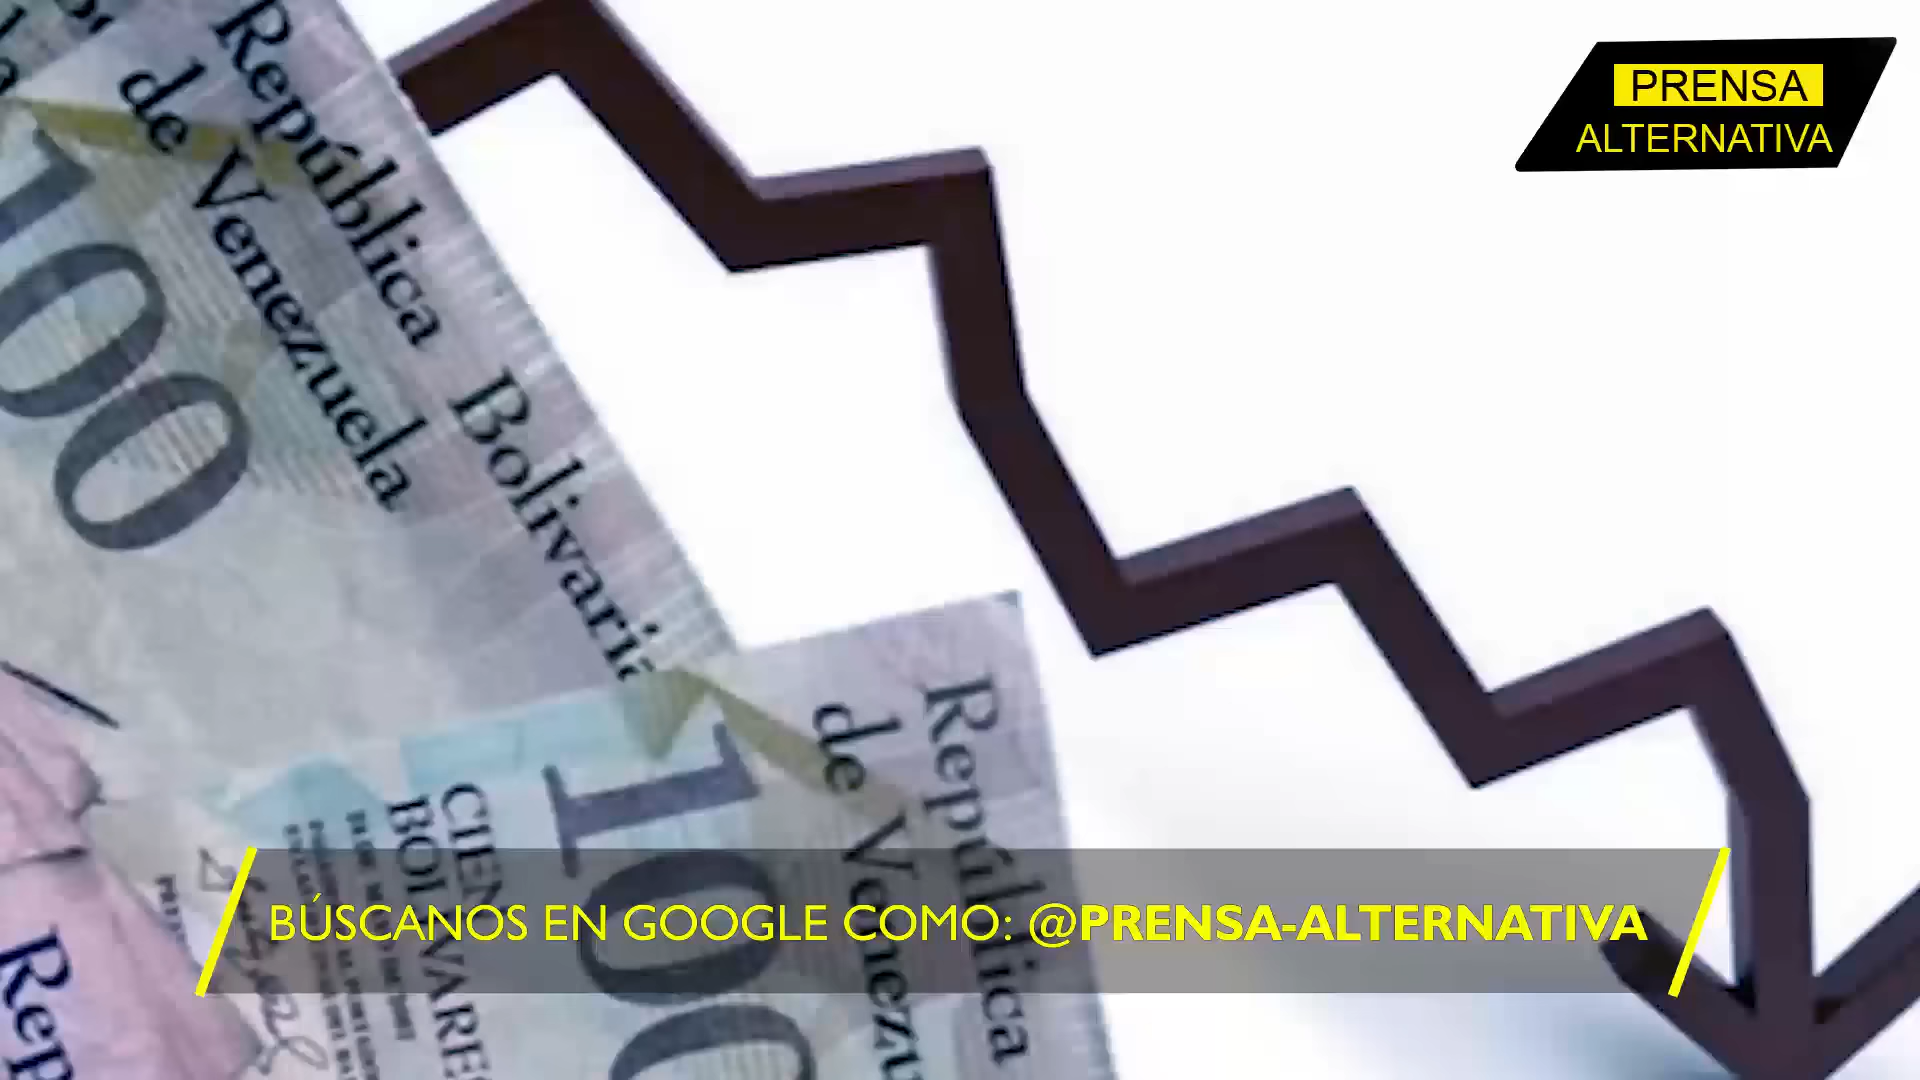 República
de Venezuela
100
Bolivaria
PRENSA
ALTERNATIVA
República
de Venezu
100
CIEN
BOLIVARES
BÚSCANOS EN GOOGLE COMO: @PRENSA-ALTERNATIVA
Rep